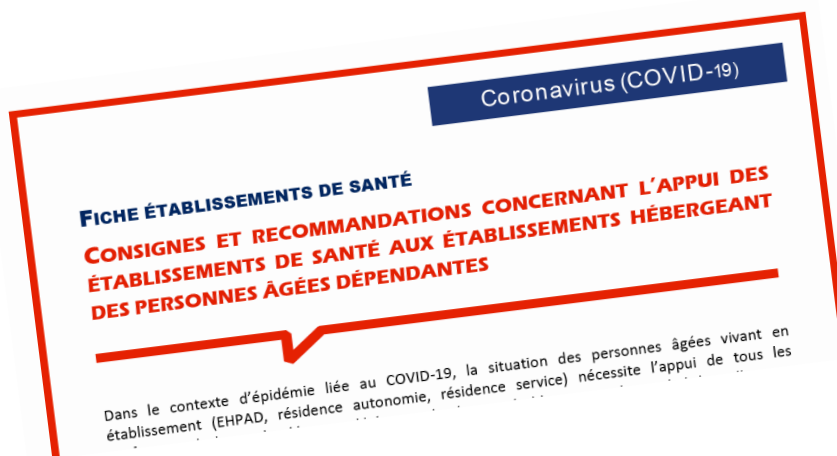 Coronavirus (COVID-19)
FICHE ÉTABLISSEMENTS DE SANTÉ
CONSIGNES ET RECOMMANDATIONS CONCERNANT L'APPUI DES
ÉTABLISSEMENTS DE SANTÉ AUX ÉTABLISSEMENTS HÉBERGEANT
DES PERSONNES ÂGÉES DÉPENDANTES
Dans le contexte d'épidémie liée au COVID-19, la situation des personnes âgées vivant en
établissement (EHPAD, résidence autonomie, résidence service) nécessite l'appui de tous les